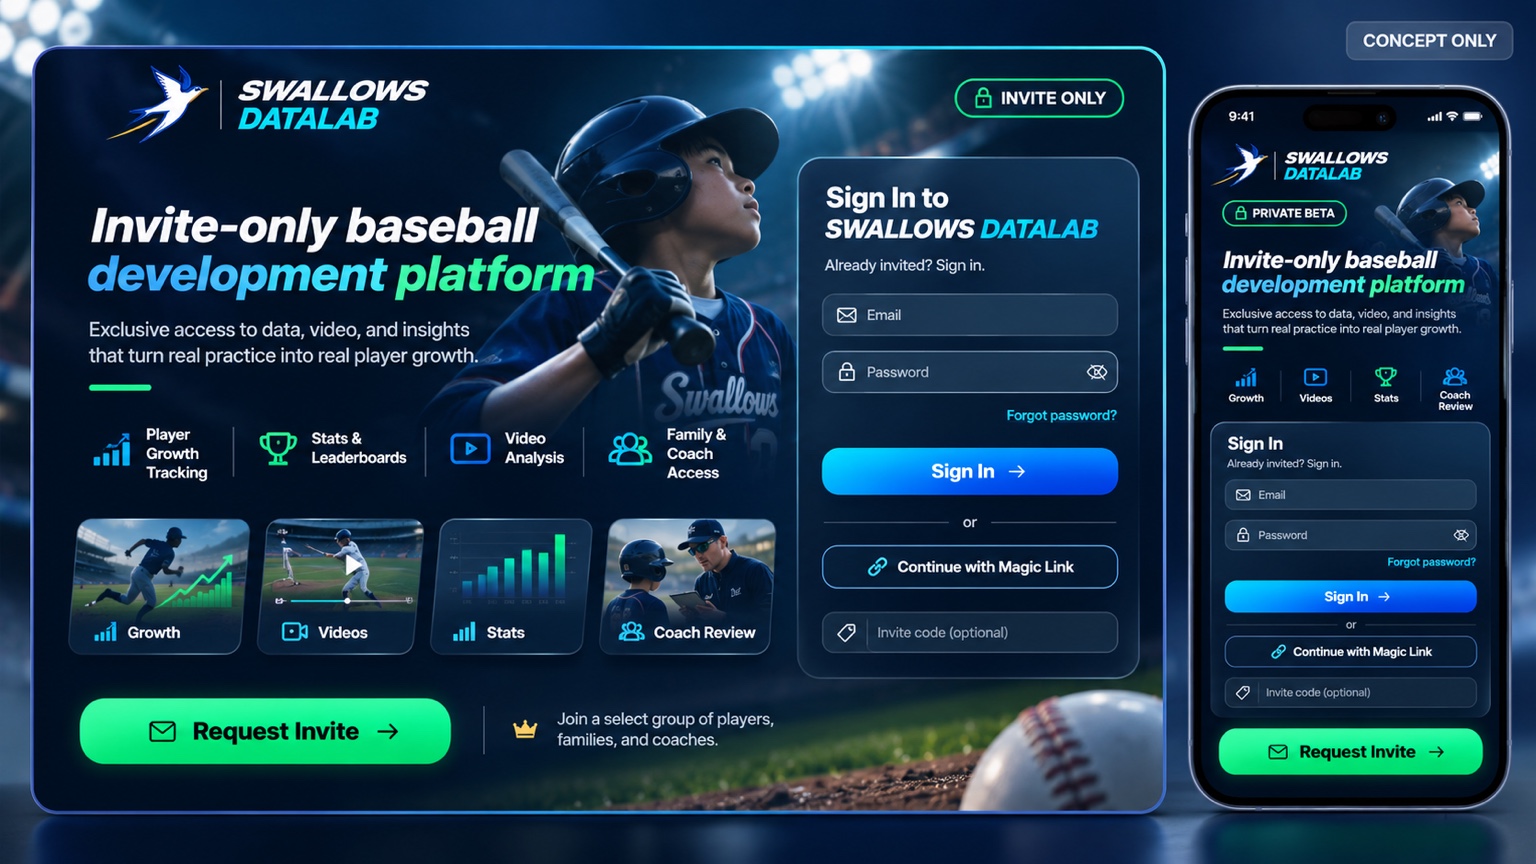 CONCEPT ONLY
SWALLOWS
DATALAB
INVITE ONLY
Invite-only baseball
development platform
Exclusive access to data, video, and insights
that turn real practice into real player growth.
Player
Growth
Tracking
Stats &
Leaderboards
Video
Analysis
Family &
Coach
Access
Swallows
Growth
Videos
Stats
Coach Review
Request Invite
Join a select group of players,
families, and coaches.
Sign In to
SWALLOWS DATALAB
Already invited? Sign in.
Email
Password
Forgot password?
Sign In
or
Continue with Magic Link
Invite code (optional)
9:41
SWALLOWS
DATALAB
PRIVATE BETA
Invite-only baseball
development platform
Exclusive access to data, video, and insights
that turn real practice into real player growth.
Growth
Videos
Stats
Coach
Review
Sign In
Already invited? Sign in.
Email
Password
Forgot password?
Sign In
or
Continue with Magic Link
Invite code (optional)
Request Invite